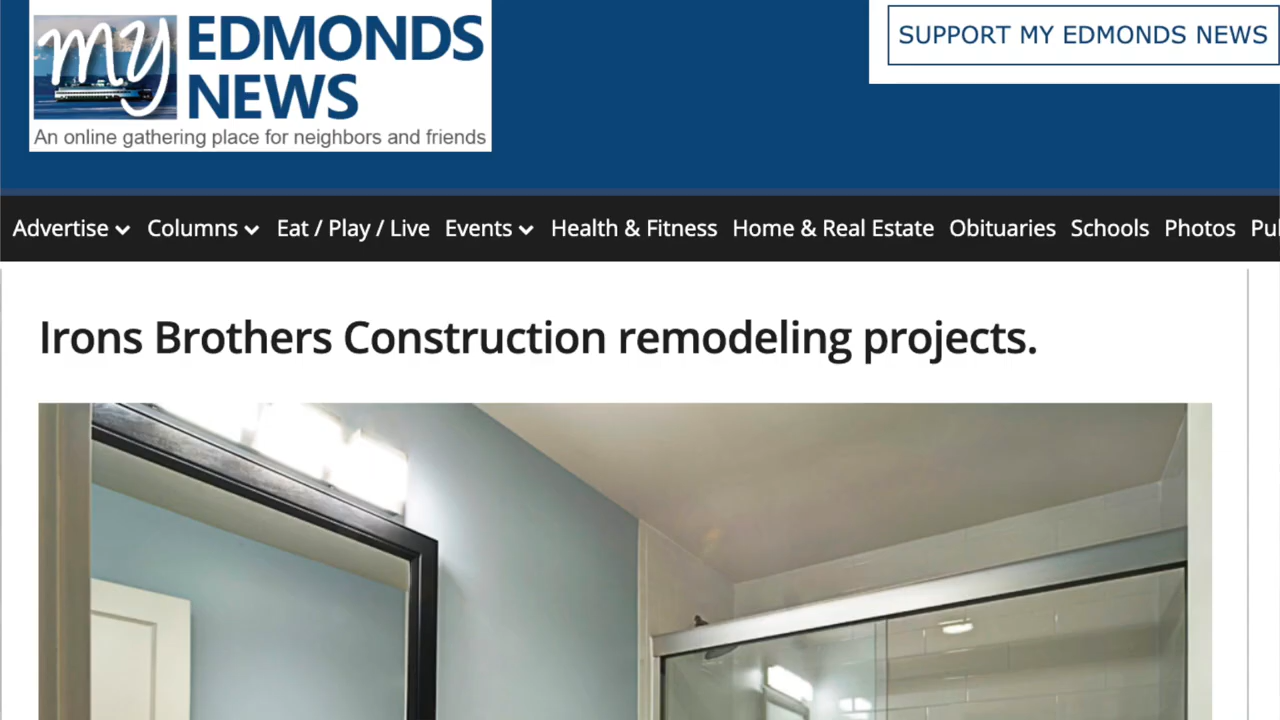 my EDMONDS
NEWS
An online gathering place for neighbors and friends
SUPPORT MY EDMONDS NEWS
Advertise Columns Eat / Play / Live Events Health & Fitness Home & Real Estate Obituaries Schools Photos
Irons Brothers Construction remodeling projects.